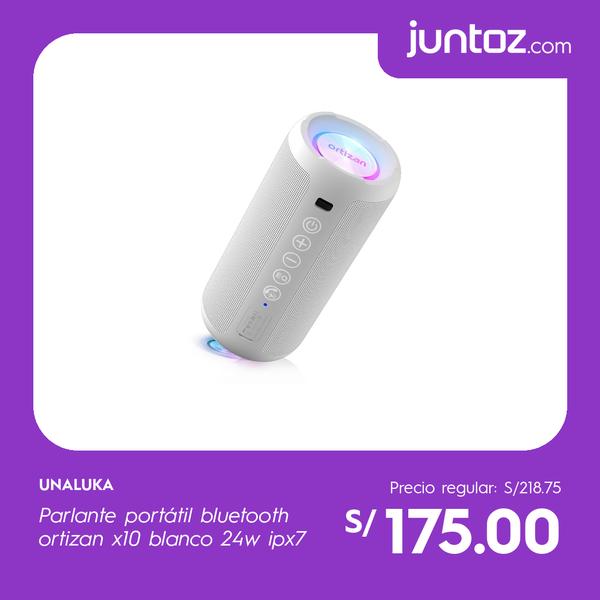 juntoz.com
ortizan
UNALUKA
Parlante portátil bluetooth
ortizan x10 blanco 24w ipx7
Precio regular: S/218.75
S/175.00